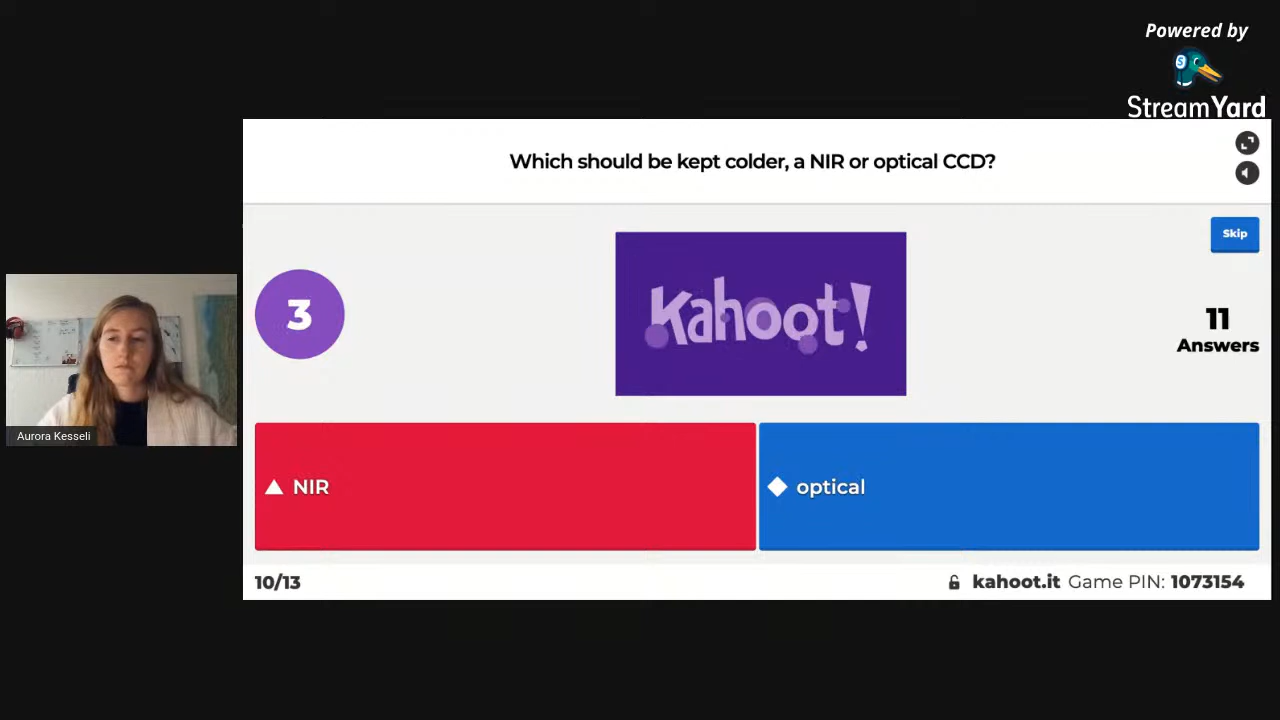 Powered by
StreamYard
Which should be kept colder, a NIR or optical CCD?
Skip
3
Kahoot!
11
Answers
Aurora Kesseli
NIR
optical
10/13
kahoot.it Game PIN: 1073154